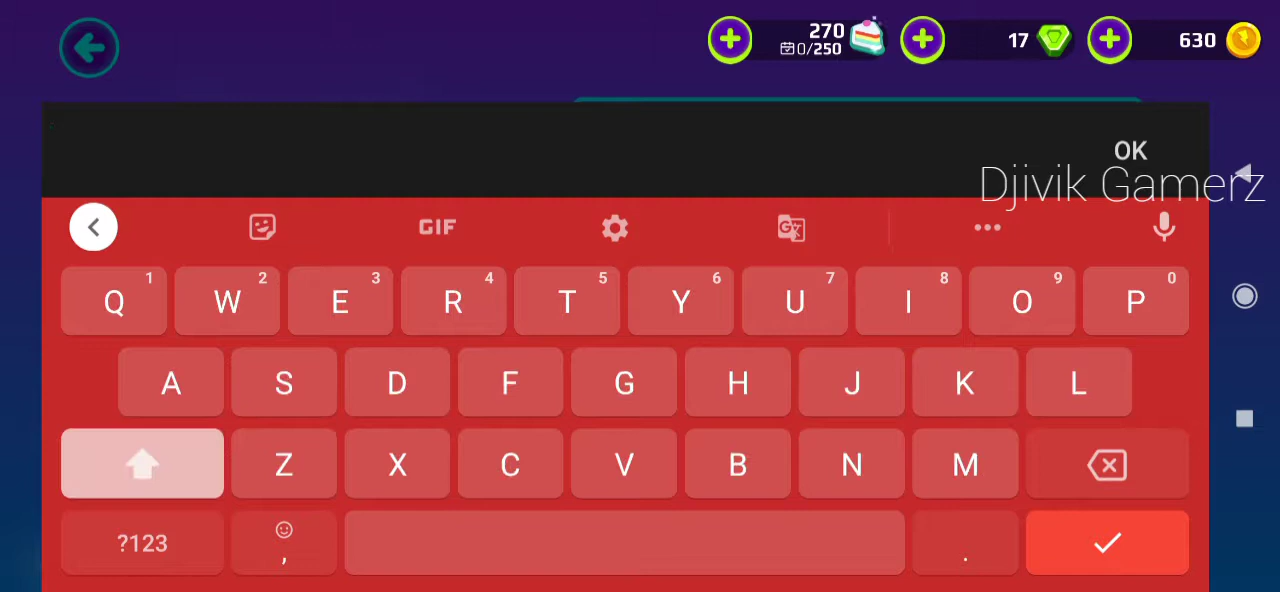 270
0/250
17
630
OK
Djivik Gamerz
GIF
Q 1 W 2 E 3 R 4 T 5 Y 6 U 7 I 8 O 9 P 0
A S D F G H J K L
Z X C V B N M
?123 , .